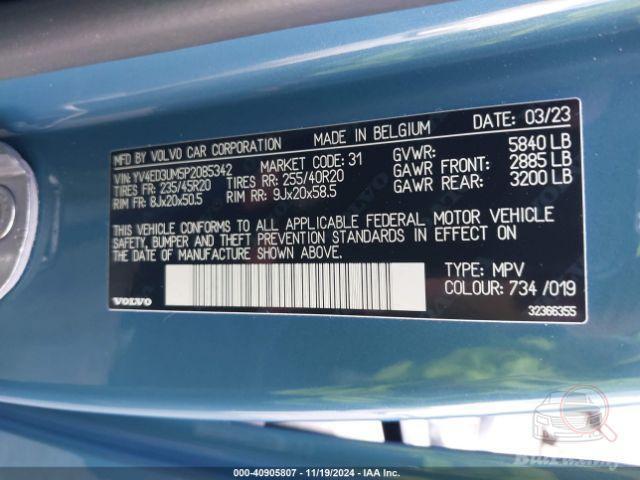 MFD BY VOLVO CAR CORPORATION MADE IN BELGIUM DATE: 03/23
VIN: YV4ED3UM5P2085342 MARKET CODE: 31 GVWR: 5840 LB
TIRES FR: 235/45R20 TIRES RR: 255/40R20 GAWR FRONT: 2885 LB
RIM FR: 8Jx20x50.5 RIM RR: 9Jx20x58.5 GAWR REAR: 3200 LB
THIS VEHICLE CONFORMS TO ALL APPLICABLE FEDERAL MOTOR VEHICLE
SAFETY, BUMPER AND THEFT PREVENTION STANDARDS IN EFFECT ON
THE DATE OF MANUFACTURE SHOWN ABOVE.
TYPE: MPV
VOLVO COLOUR: 734 /019
32366355
000-40905807 - 11/19/2024 - IAA Inc.